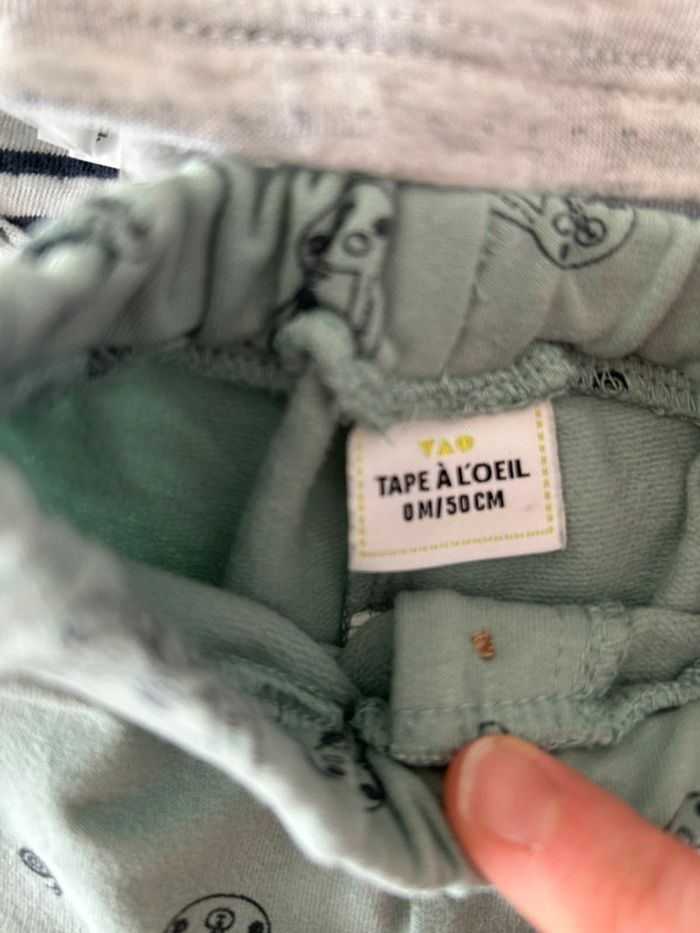 TAO
TAPE À L'OEIL
0M/50CM